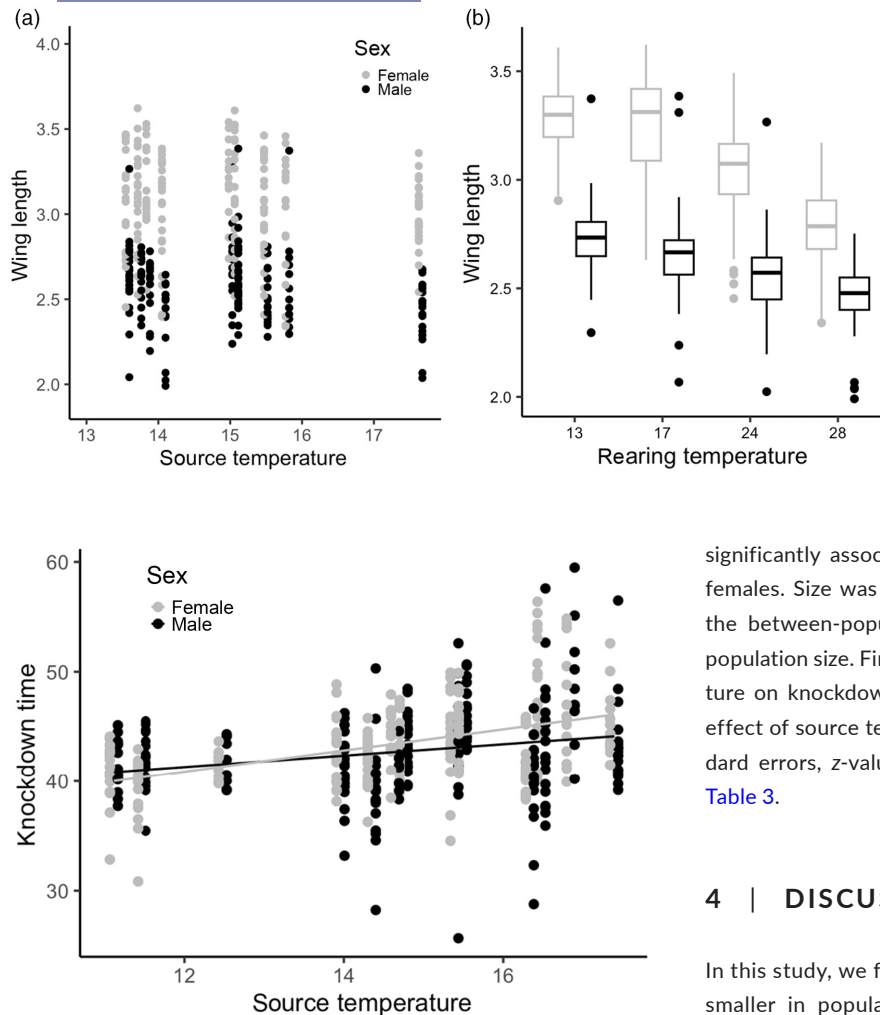 (a)
Sex
Female
Male
4.0
3.5
3.0
2.5
2.0
Wing length
13 14 15 16 17
Source temperature
(b)
3.5
3.0
2.5
2.0
Wing length
13 17 24 28
Rearing temperature
Sex
Female
Male
60
50
40
30
Knockdown time
12 14 16
Source temperature
significantly assoc
females. Size was
the between-popu
population size. Fi
ture on knockdow
effect of source te
dard errors, z-valu
Table 3.
4 | DISCUS
In this study, we f
smaller in popula